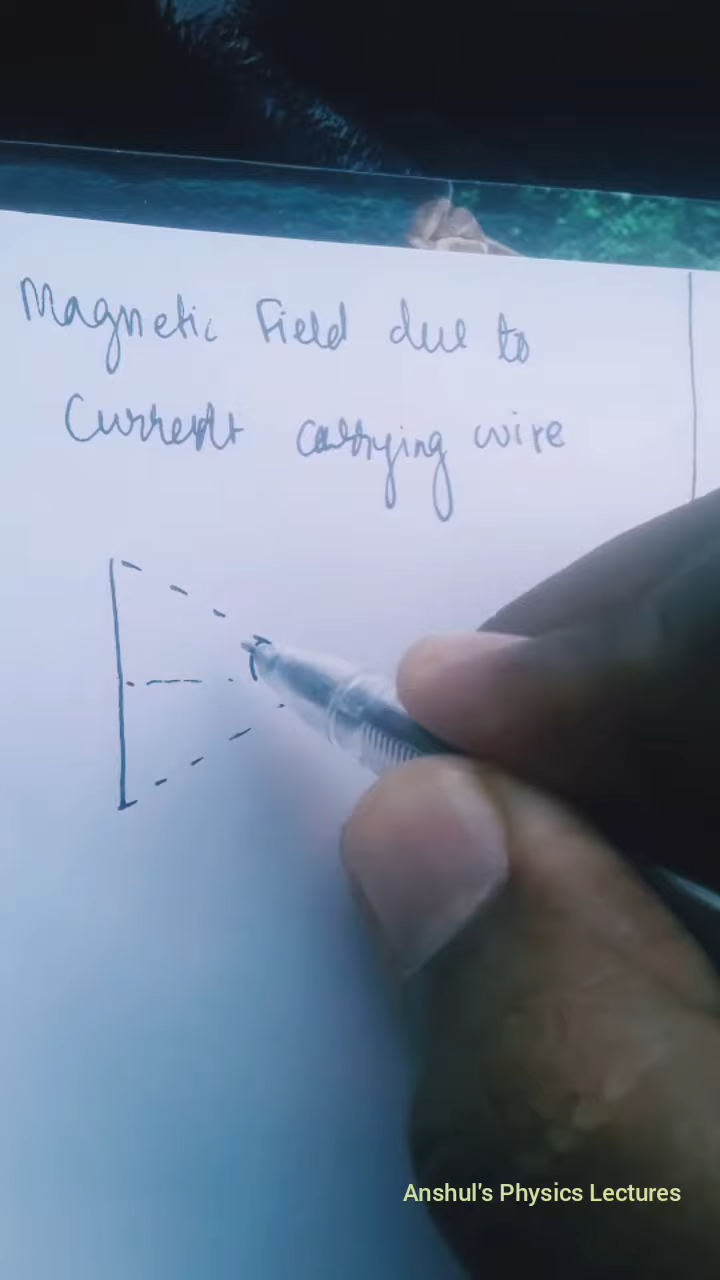 Magnetic Field due to
Current carrying wire
Anshul's Physics Lectures